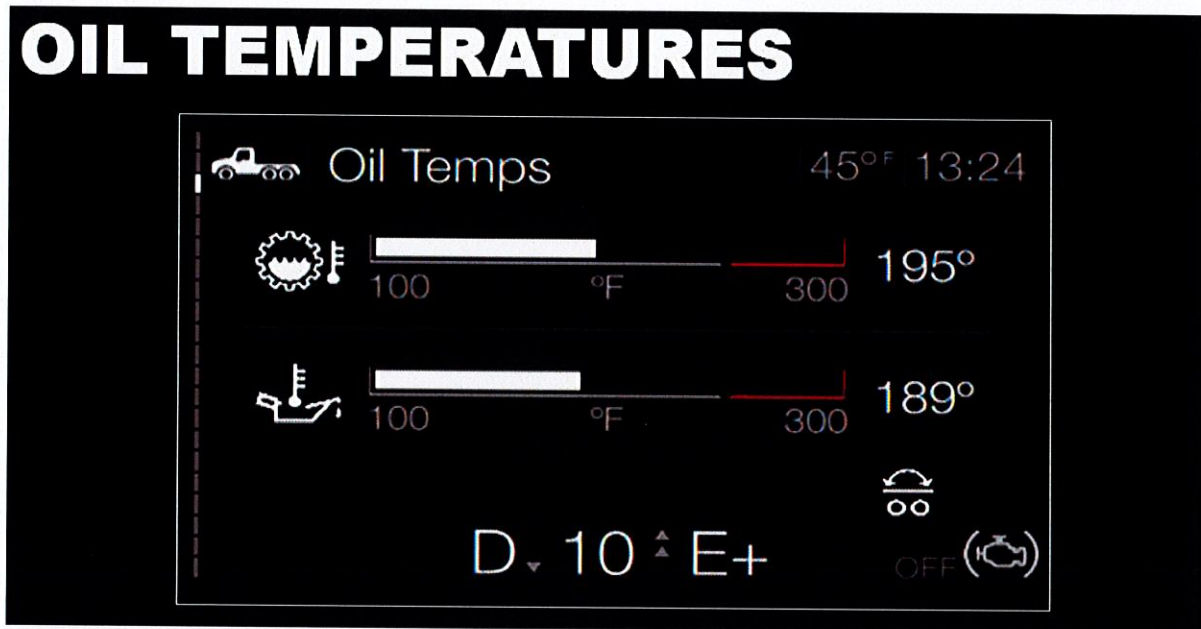 OIL TEMPERATURES
Oil Temps 45°F 13:24
195°
100 °F 300
189°
100 °F 300
D 10 E+
OFF